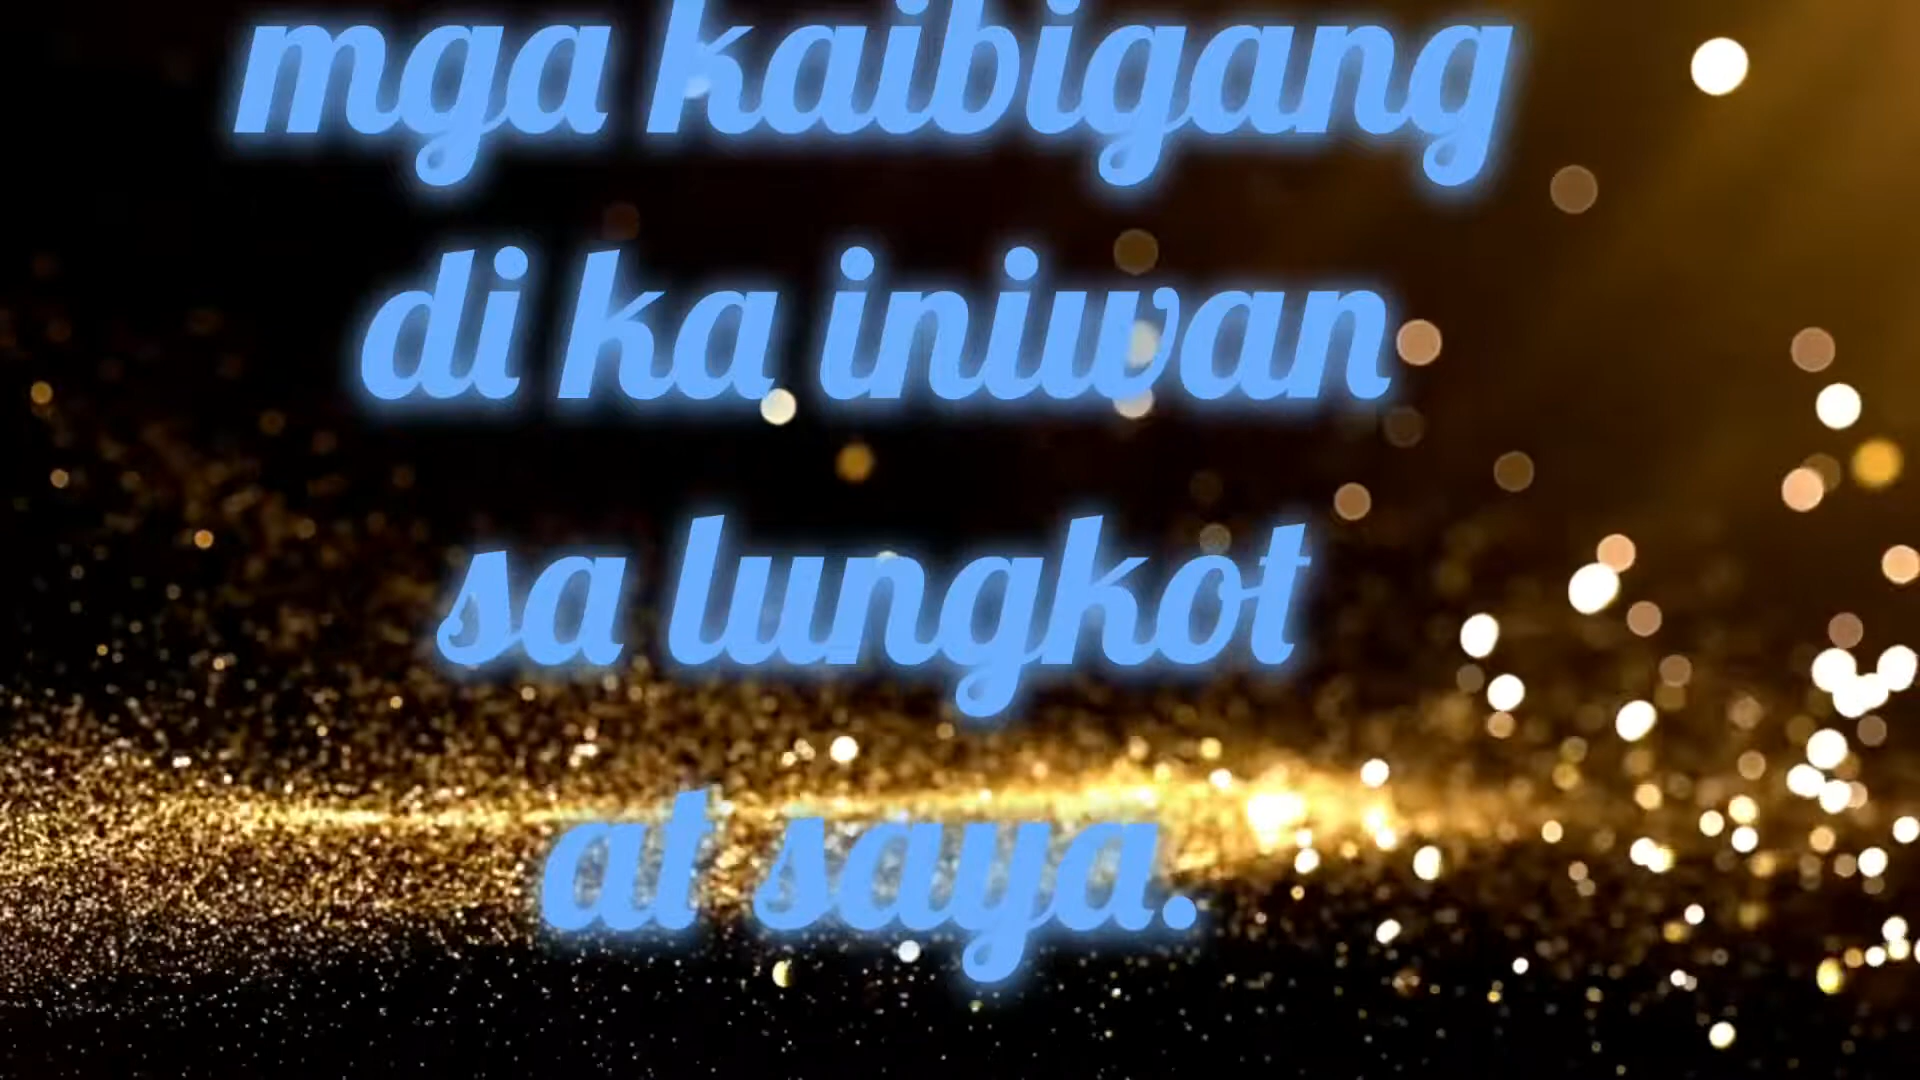 mga kaibigang
di ka iniwan
sa lungkot
at saya.